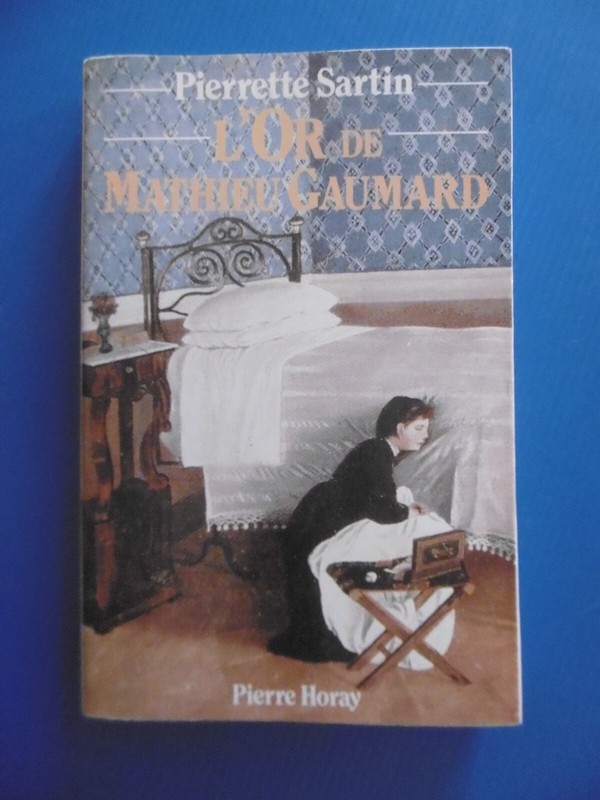 Pierrette Sartin
L'OR DE
MATHIEU GAUMARD
Pierre Horay